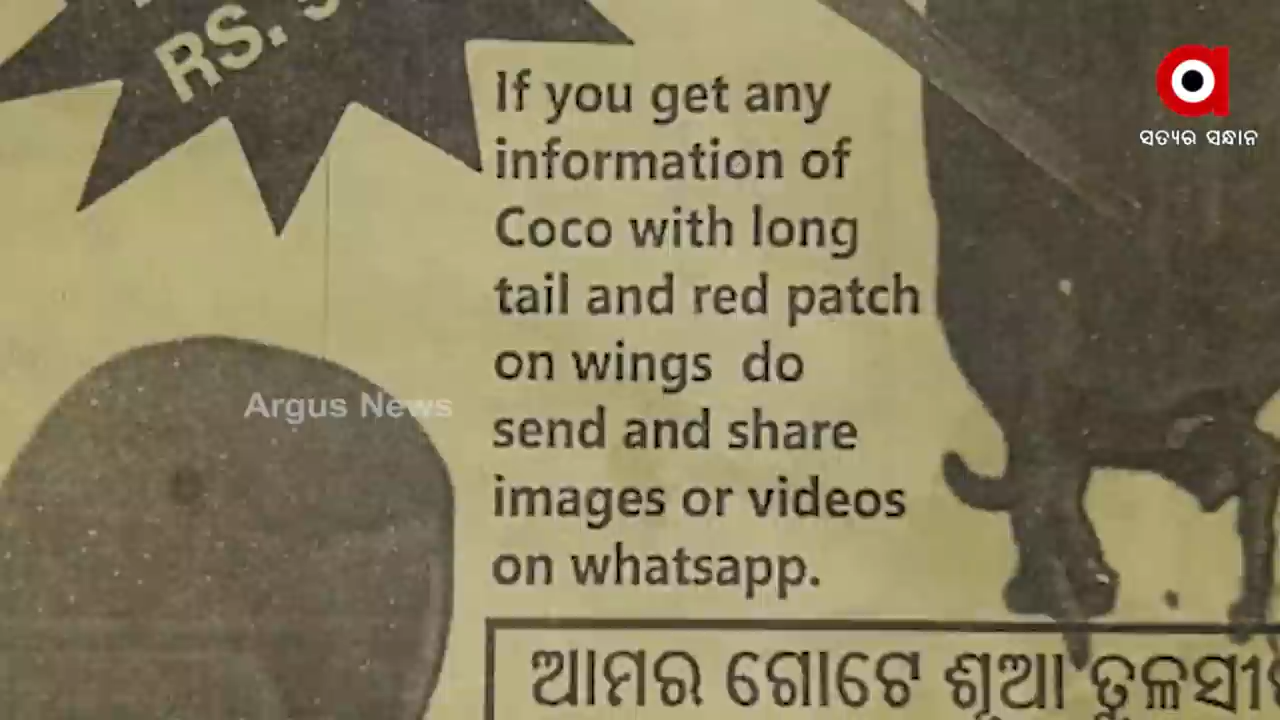 RS.
If you get any
information of
Coco with long
tail and red patch
on wings do
send and share
images or videos
on whatsapp.
ଆମର ଗୋଟେ ଶୁଆ
ସତ୍ୟର ସନ୍ଧାନ
Argus News